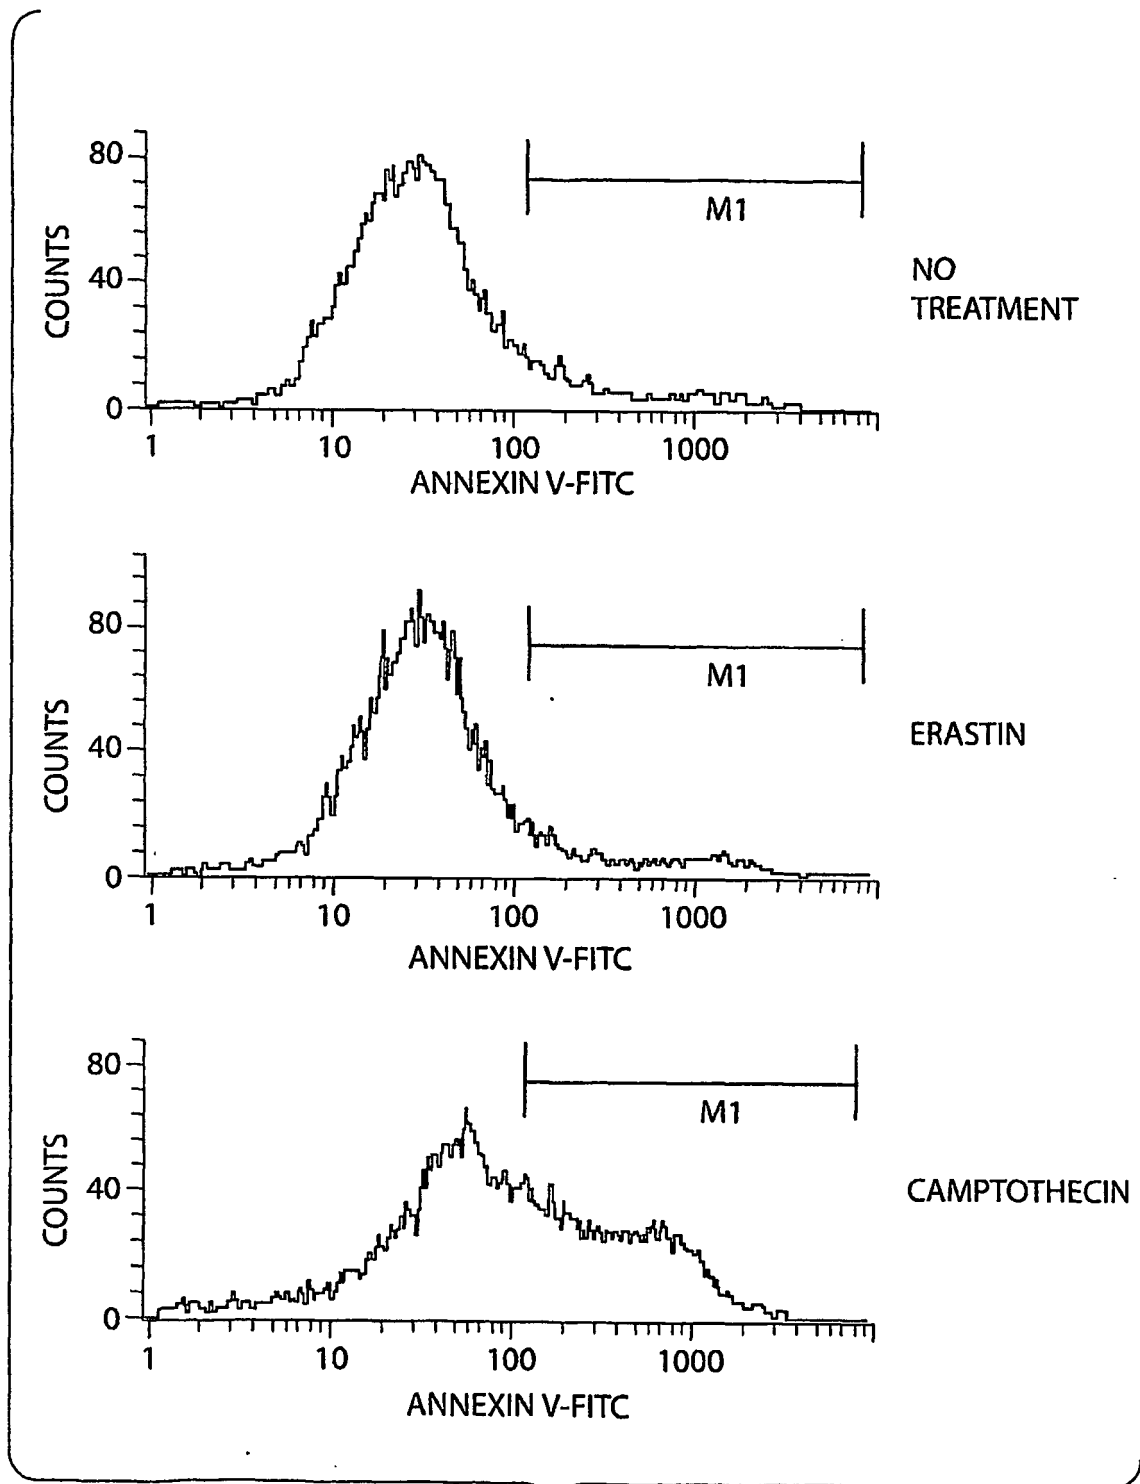 80
M1
COUNTS
40
NO
TREATMENT
0
1 10 100 1000
ANNEXIN V-FITC
80
M1
COUNTS
40
ERASTIN
0
1 10 100 1000
ANNEXIN V-FITC
80
M1
COUNTS
40
CAMPTOTHECIN
0
1 10 100 1000
ANNEXIN V-FITC